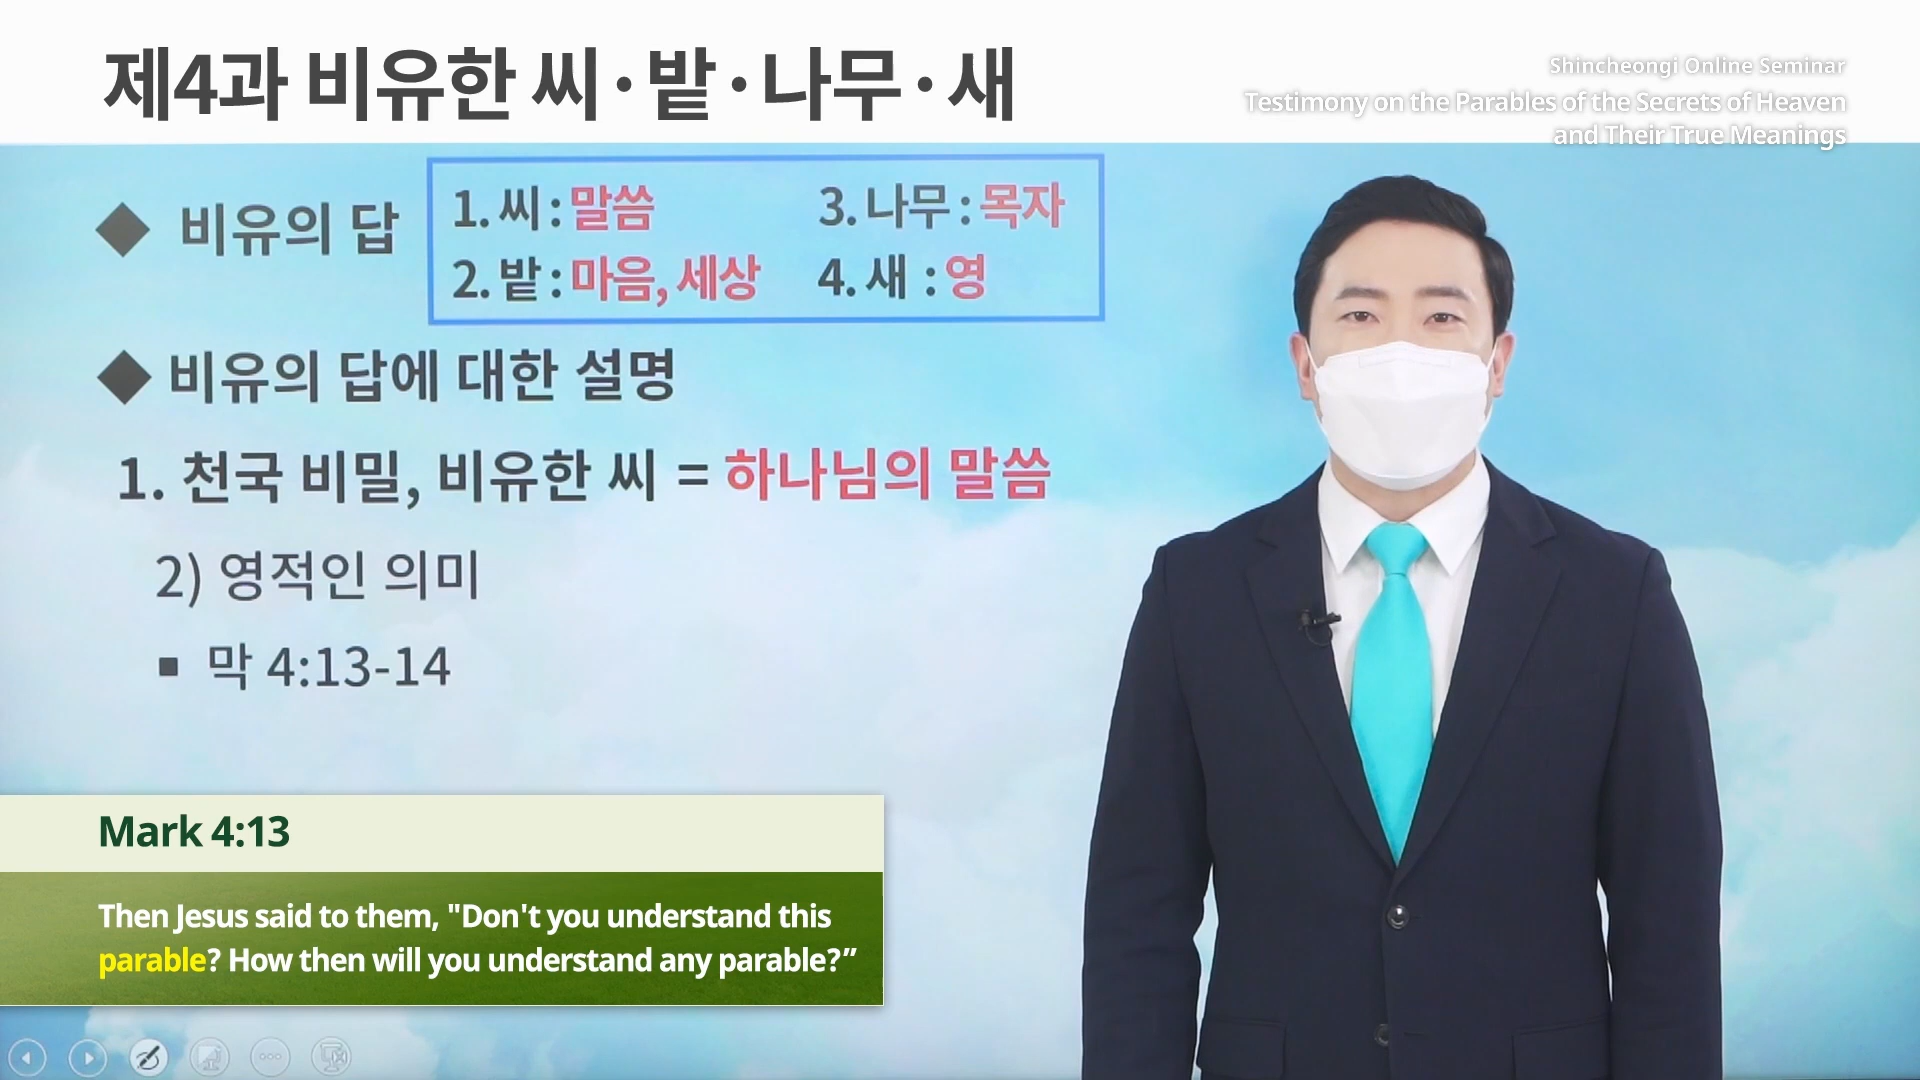 제4과 비유한 씨·밭·나무·새
Shincheongi Online Seminar
Testimony on the Parables of the Secrets of Heaven
and Their True Meanings
◆ 비유의 답
1. 씨 : 말씀
3. 나무 : 목자
2. 밭 : 마음, 세상
4. 새 : 영
◆ 비유의 답에 대한 설명
1. 천국 비밀, 비유한 씨 = 하나님의 말씀
2) 영적인 의미
▪ 막 4:13-14
Mark 4:13
Then Jesus said to them, "Don't you understand this
parable? How then will you understand any parable?”